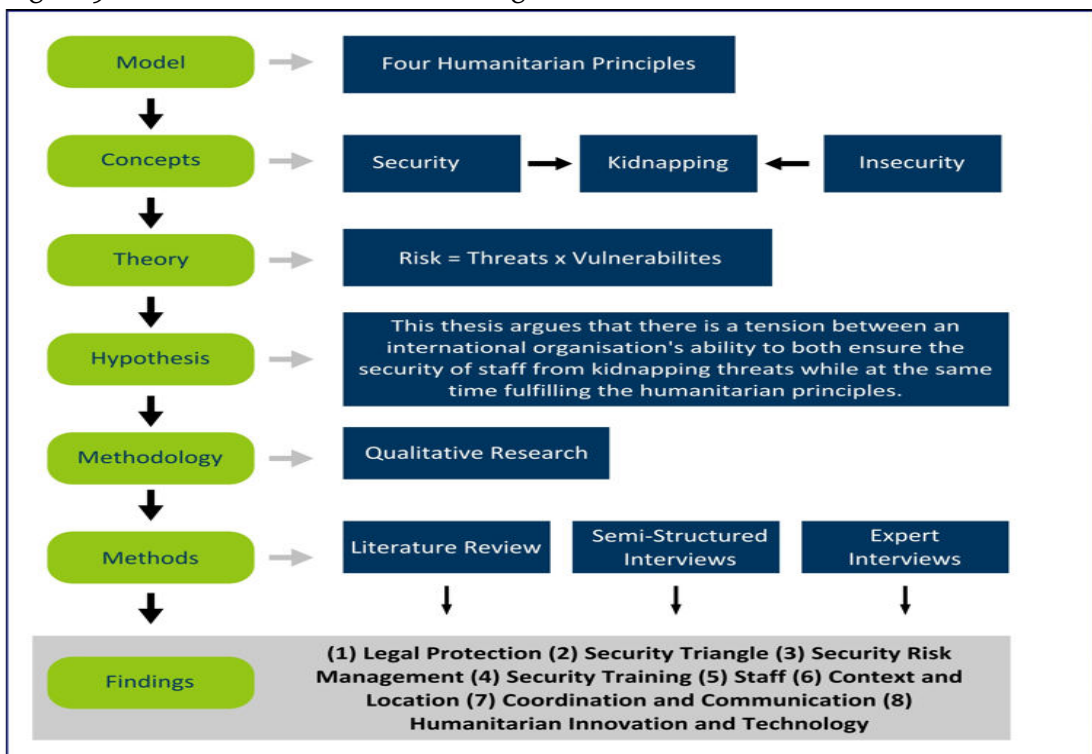 Model
Four Humanitarian Principles
Concepts
Security
Kidnapping
Insecurity
Theory
Risk = Threats x Vulnerabilites
Hypothesis
This thesis argues that there is a tension between an
international organisation's ability to both ensure the
security of staff from kidnapping threats while at the same
time fulfilling the humanitarian principles.
Methodology
Qualitative Research
Methods
Literature Review
Semi-Structured
Interviews
Expert
Interviews
Findings
(1) Legal Protection (2) Security Triangle (3) Security Risk
Management (4) Security Training (5) Staff (6) Context and
Location (7) Coordination and Communication (8)
Humanitarian Innovation and Technology